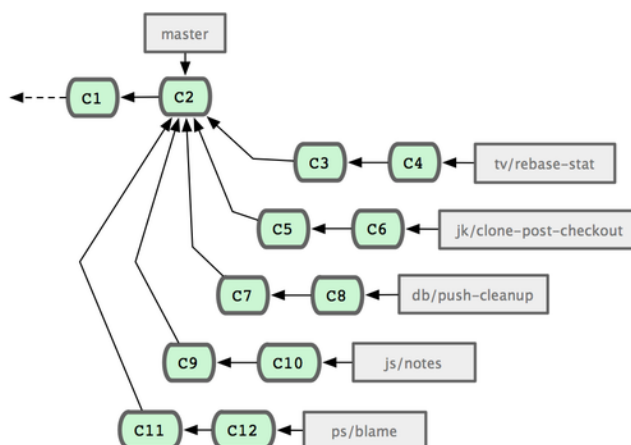 master
C1 C2
C3 C4 tv/rebase-stat
C5 C6 jk/clone-post-checkout
C7 C8 db/push-cleanup
C9 C10 js/notes
C11 C12 ps/blame